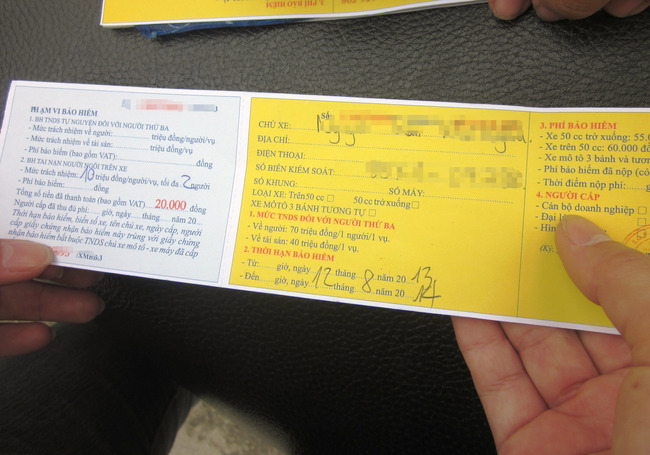 3. PHÍ BẢO HIỂM
PHẠM VI BẢO HIỂM
1. BH TNDS TỰ NGUYỆN ĐỐI VỚI NGƯỜI THỨ BA
- Mức trách nhiệm về người:.........triệu đồng/người/vụ
- Mức trách nhiệm về tài sản:.........triệu đồng/vụ
- Phí bảo hiểm (bao gồm VAT):.................đồng
2. BH TAI NẠN NGƯỜI NGỒI TRÊN XE
- Mức trách nhiệm:10triệu đồng/người/vụ, tối đa 2 người
- Phí bảo hiểm:............đồng
Tổng số tiền đã thanh toán (bao gồm VAT) 20.000 đồng
Người cấp đã thu đủ phí:......giờ, ngày......tháng......năm 20....
Thời hạn bảo hiểm, biển số xe, tên chủ xe, ngày cấp, người
cấp giấy chứng nhận bảo hiểm này trùng với giấy chứng
nhận bảo hiểm bắt buộc TNDS chủ xe mô tô - xe máy đã cấp
/XMmh3
Số
CHỦ XE:
ĐỊA CHỈ:
ĐIỆN THOẠI:
SỐ BIỂN KIỂM SOÁT:
SỐ KHUNG: SỐ MÁY:
LOẠI XE: Trên 50 cc □ 50 cc trở xuống: □
XE MÔTÔ 3 BÁNH TƯƠNG TỰ □
1. MỨC TNDS ĐỐI VỚI NGƯỜI THỨ BA
- Về người: 70 triệu đồng/1 người/1 vụ.
- Về tài sản: 40 triệu đồng/1 vụ.
2. THỜI HẠN BẢO HIỂM
- Từ:......giờ, ngày 12 tháng 8 năm 20 13
- Đến:......giờ, ngày 12 tháng 8 năm 20 14
3. PHÍ BẢO HIỂM
- Xe 50 cc trở xuống: 55.0
- Xe trên 50 cc: 60.000
- Xe mô tô 3 bánh và tươn
- Phí bảo hiểm đã nộp (có
- Thời điểm nộp phí:
4. NGƯỜI CẤP
- Cán bộ doanh nghiệp □
- Đại l
- Hìn
(Ký,